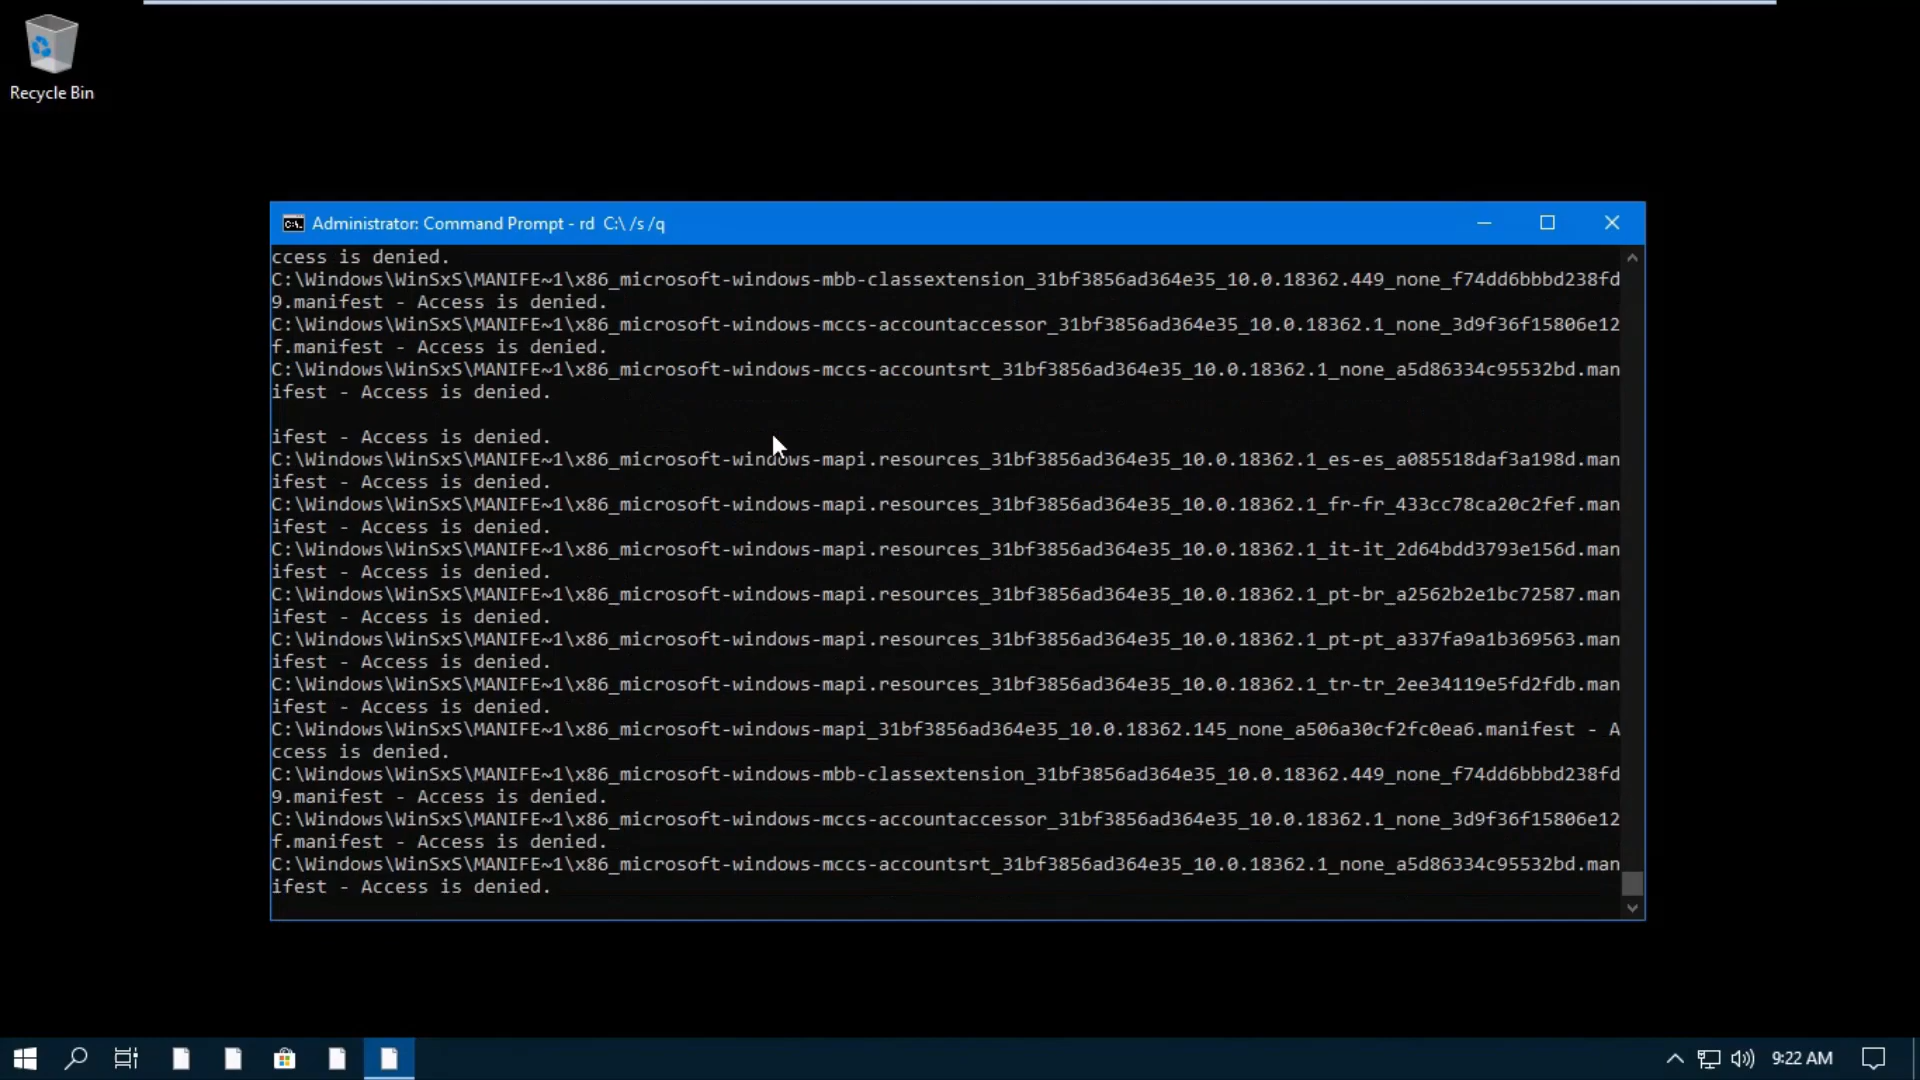 Recycle Bin
Administrator: Command Prompt - rd  C:\ /s /q
ccess is denied.
C:\Windows\WinSxS\MANIFE~1\x86_microsoft-windows-mbb-classextension_31bf3856ad364e35_10.0.18362.449_none_f74dd6bbbd238fd
9.manifest - Access is denied.
C:\Windows\WinSxS\MANIFE~1\x86_microsoft-windows-mccs-accountaccessor_31bf3856ad364e35_10.0.18362.1_none_3d9f36f15806e12
f.manifest - Access is denied.
C:\Windows\WinSxS\MANIFE~1\x86_microsoft-windows-mccs-accountsrt_31bf3856ad364e35_10.0.18362.1_none_a5d86334c95532bd.man
ifest - Access is denied.
ifest - Access is denied.
C:\Windows\WinSxS\MANIFE~1\x86_microsoft-windows-mapi.resources_31bf3856ad364e35_10.0.18362.1_es-es_a085518daf3a198d.man
ifest - Access is denied.
C:\Windows\WinSxS\MANIFE~1\x86_microsoft-windows-mapi.resources_31bf3856ad364e35_10.0.18362.1_fr-fr_433cc78ca20c2fef.man
ifest - Access is denied.
C:\Windows\WinSxS\MANIFE~1\x86_microsoft-windows-mapi.resources_31bf3856ad364e35_10.0.18362.1_it-it_2d64bdd3793e156d.man
ifest - Access is denied.
C:\Windows\WinSxS\MANIFE~1\x86_microsoft-windows-mapi.resources_31bf3856ad364e35_10.0.18362.1_pt-br_a2562b2e1bc72587.man
ifest - Access is denied.
C:\Windows\WinSxS\MANIFE~1\x86_microsoft-windows-mapi.resources_31bf3856ad364e35_10.0.18362.1_pt-pt_a337fa9a1b369563.man
ifest - Access is denied.
C:\Windows\WinSxS\MANIFE~1\x86_microsoft-windows-mapi.resources_31bf3856ad364e35_10.0.18362.1_tr-tr_2ee34119e5fd2fdb.man
ifest - Access is denied.
C:\Windows\WinSxS\MANIFE~1\x86_microsoft-windows-mapi_31bf3856ad364e35_10.0.18362.145_none_a506a30cf2fc0ea6.manifest - A
ccess is denied.
C:\Windows\WinSxS\MANIFE~1\x86_microsoft-windows-mbb-classextension_31bf3856ad364e35_10.0.18362.449_none_f74dd6bbbd238fd
9.manifest - Access is denied.
C:\Windows\WinSxS\MANIFE~1\x86_microsoft-windows-mccs-accountaccessor_31bf3856ad364e35_10.0.18362.1_none_3d9f36f15806e12
f.manifest - Access is denied.
C:\Windows\WinSxS\MANIFE~1\x86_microsoft-windows-mccs-accountsrt_31bf3856ad364e35_10.0.18362.1_none_a5d86334c95532bd.man
ifest - Access is denied.
9:22 AM